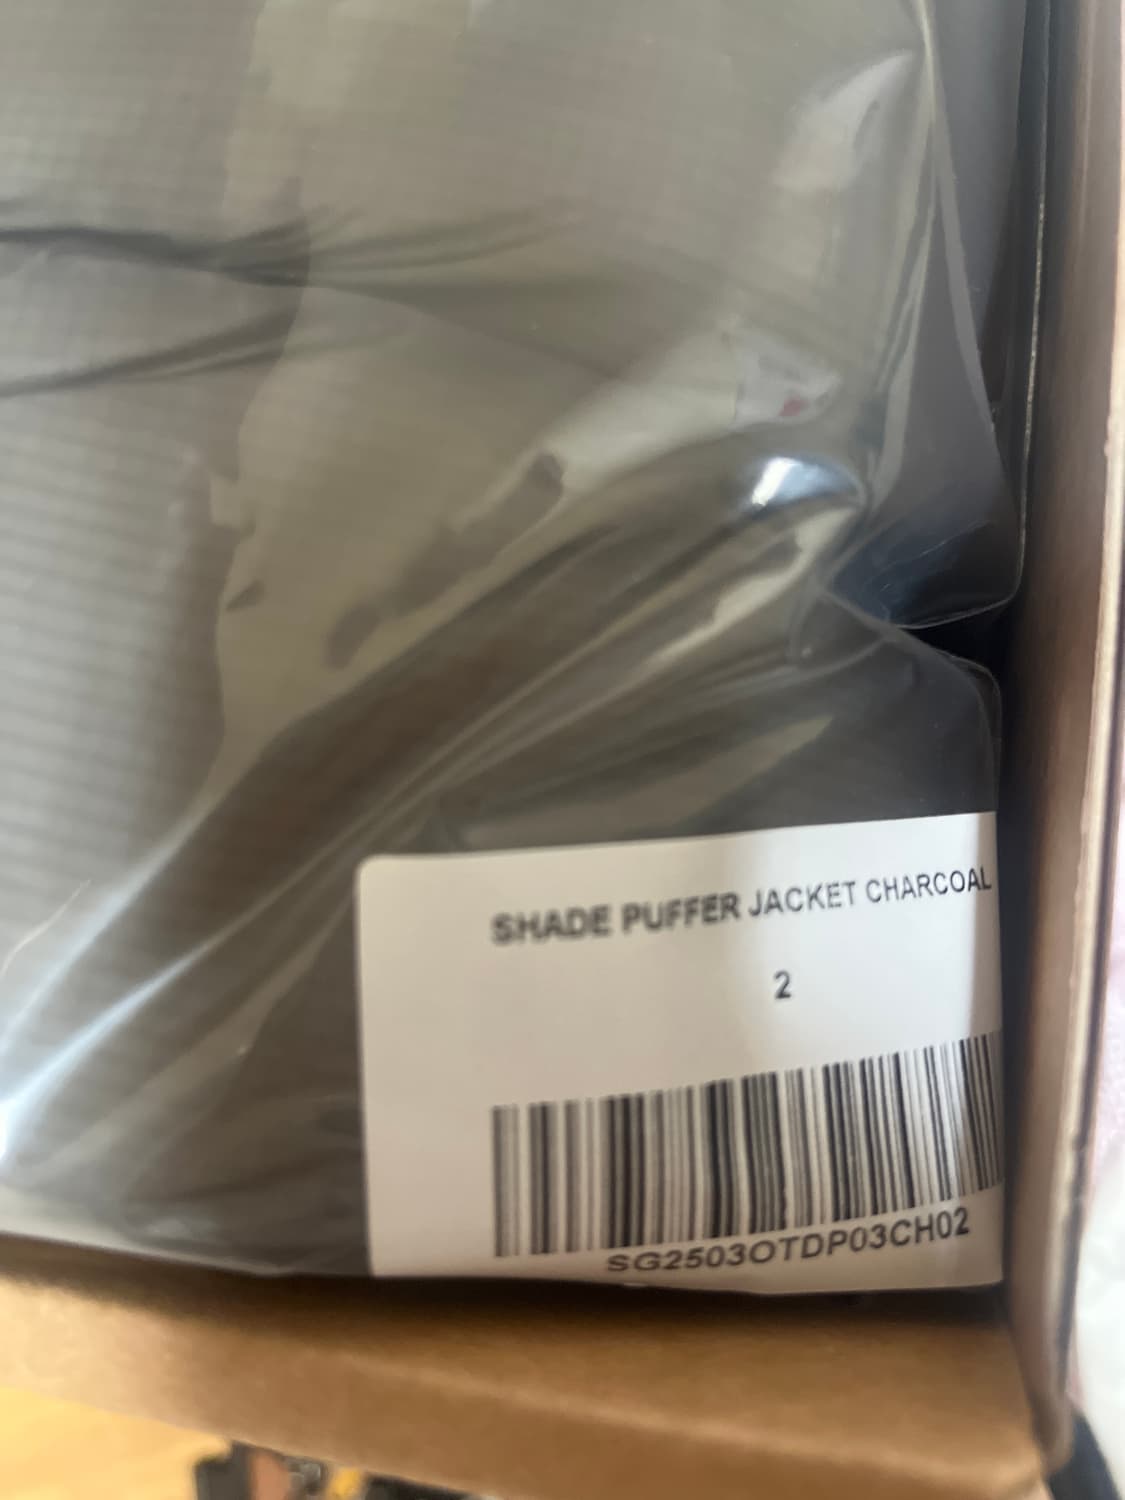 SHADE PUFFER JACKET CHARCOAL
2
SG2503OTDP03CH02